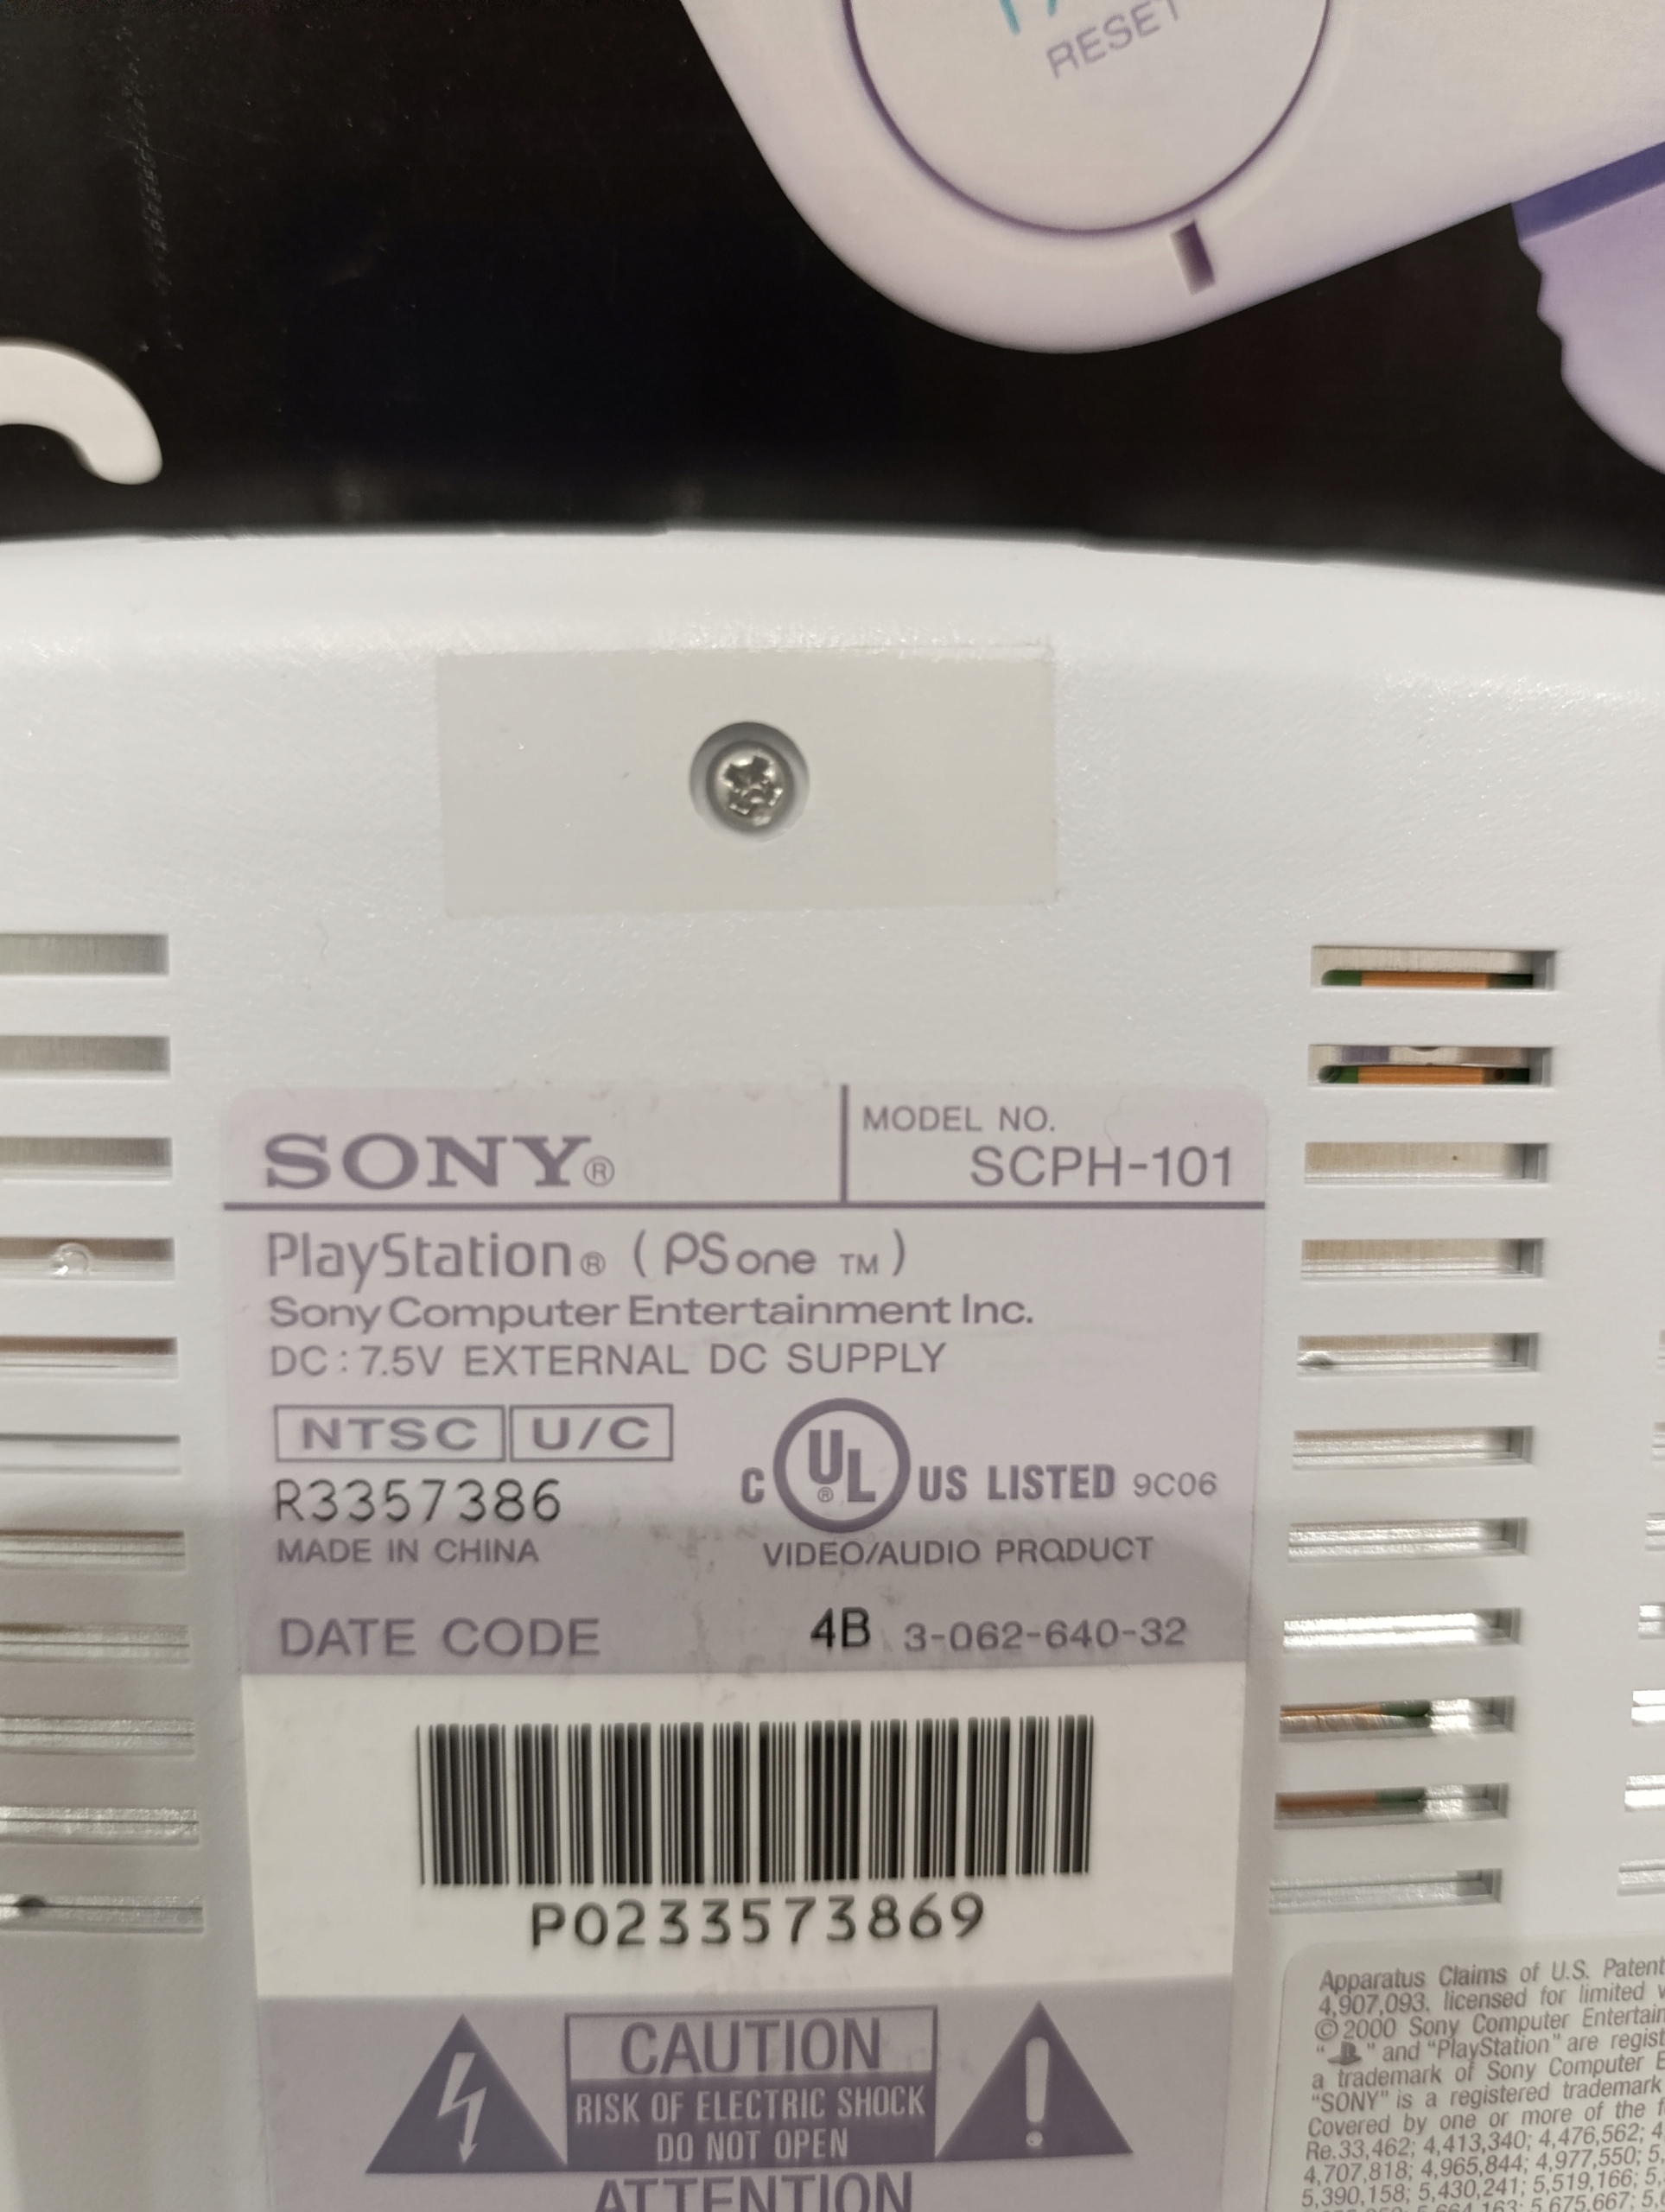 RESET
SONY®
MODEL NO.
SCPH-101
PlayStation® ( PS one ™ )
Sony Computer Entertainment Inc.
DC : 7.5V EXTERNAL DC SUPPLY
NTSC U/C
R3357386
C UL® US LISTED 9C06
MADE IN CHINA
VIDEO/AUDIO PRODUCT
DATE CODE 4B 3-062-640-32
P0233573869
CAUTION
RISK OF ELECTRIC SHOCK
DO NOT OPEN
ATTENTION
Apparatus Claims of U.S. Patent
4,907,093, licensed for limited
©2000 Sony Computer
" " and "PlayStation" are
a trademark of Sony Computer
"SONY" is a registered trademark
Covered by one or more of the
Re.33,462; 4,413,340; 4,476,562;
4,707,818; 4,965,844; 4,977,550;
5,390,158; 5,430,241; 5,519,166;
5,675,667;